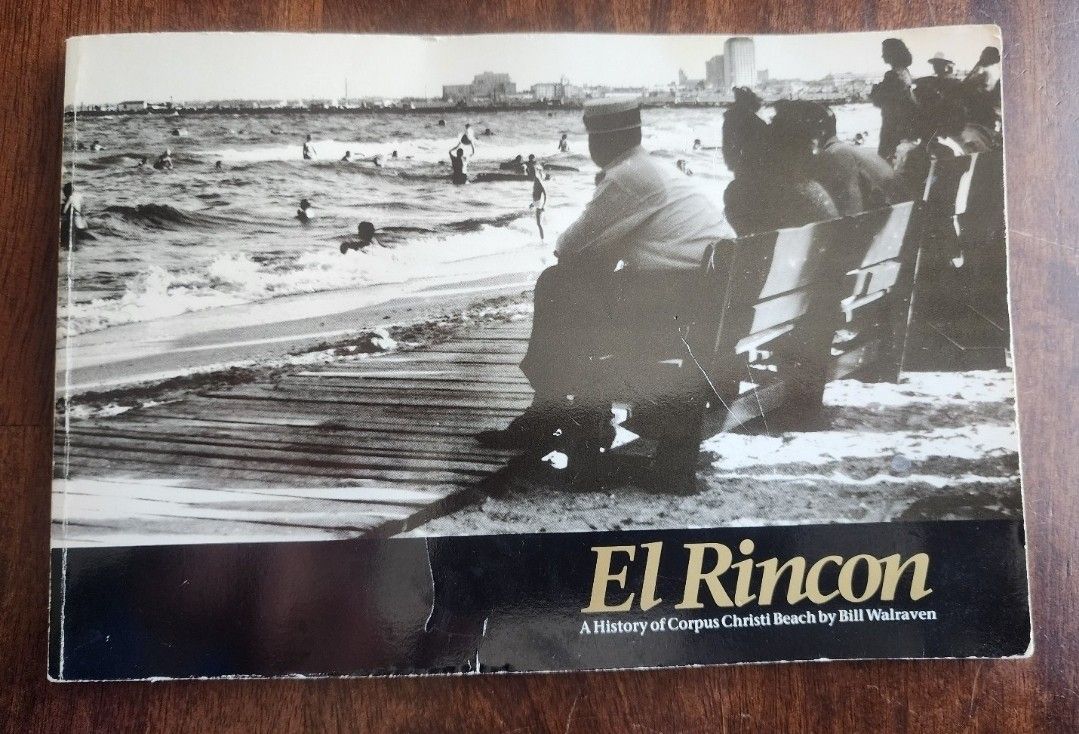 El Rincon
A History of Corpus Christi Beach by Bill Walraven